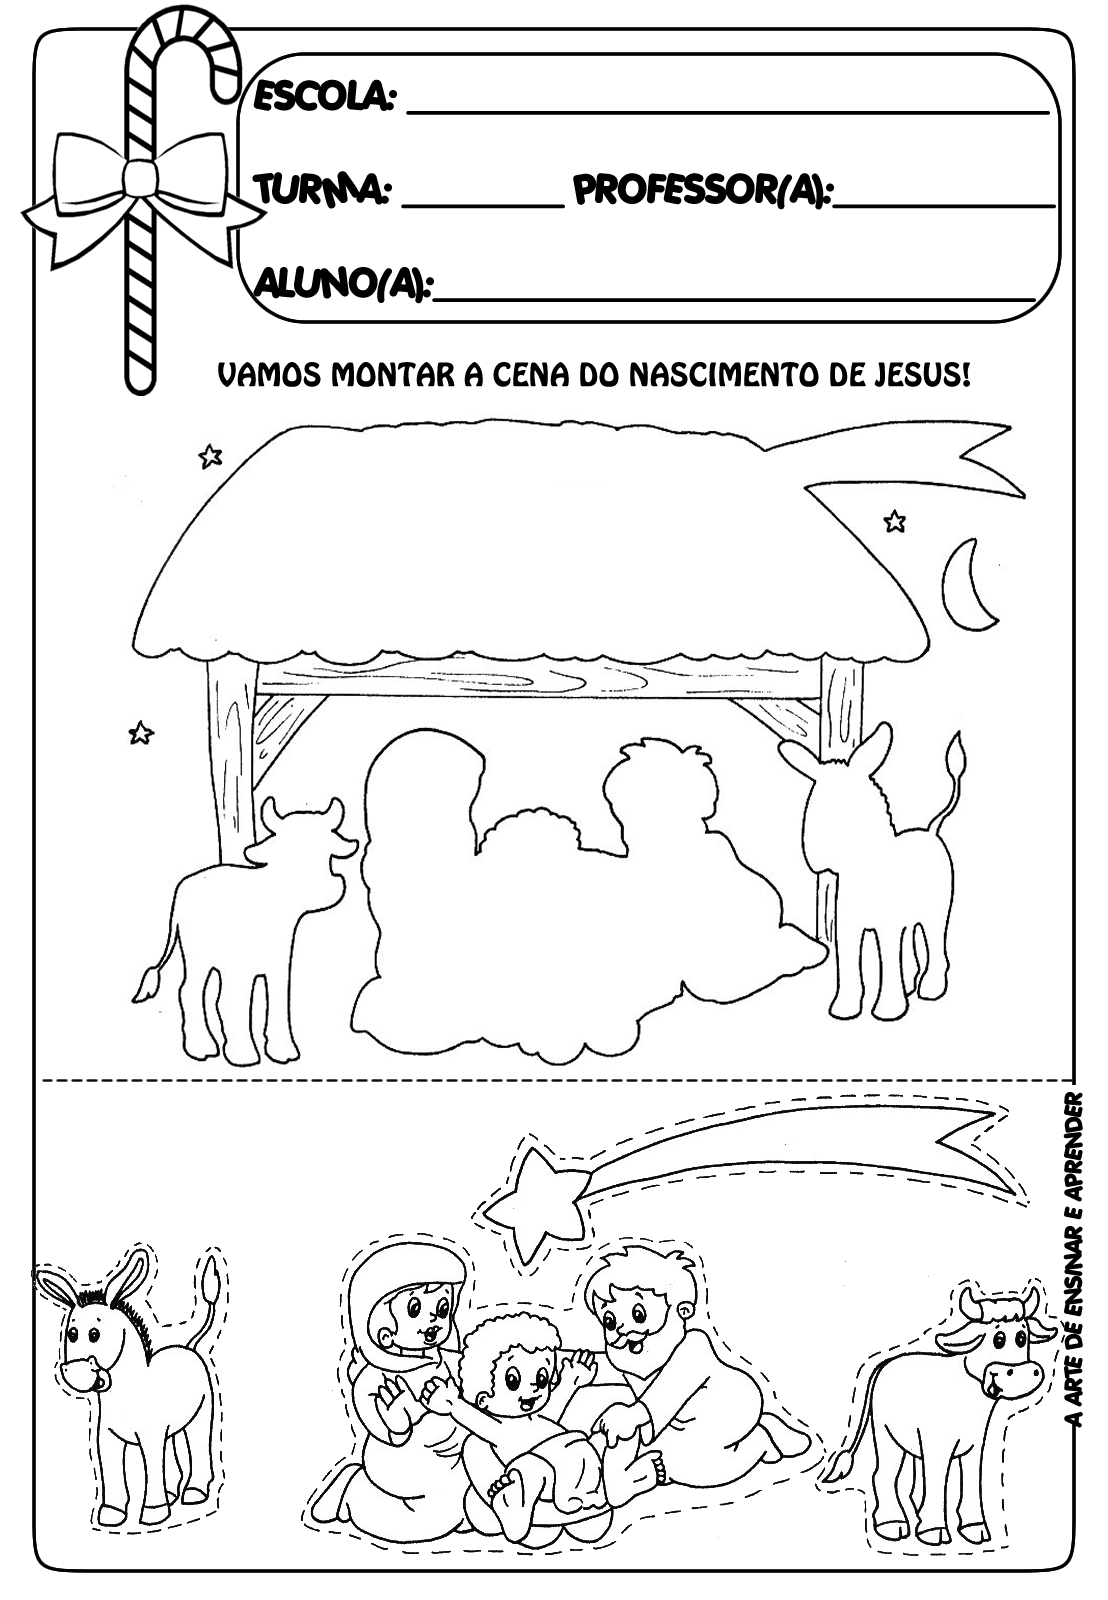 ESCOLA:
TURMA: PROFESSOR(A):
ALUNO(A):
VAMOS MONTAR A CENA DO NASCIMENTO DE JESUS!
A ARTE DE ENSINAR E APRENDER